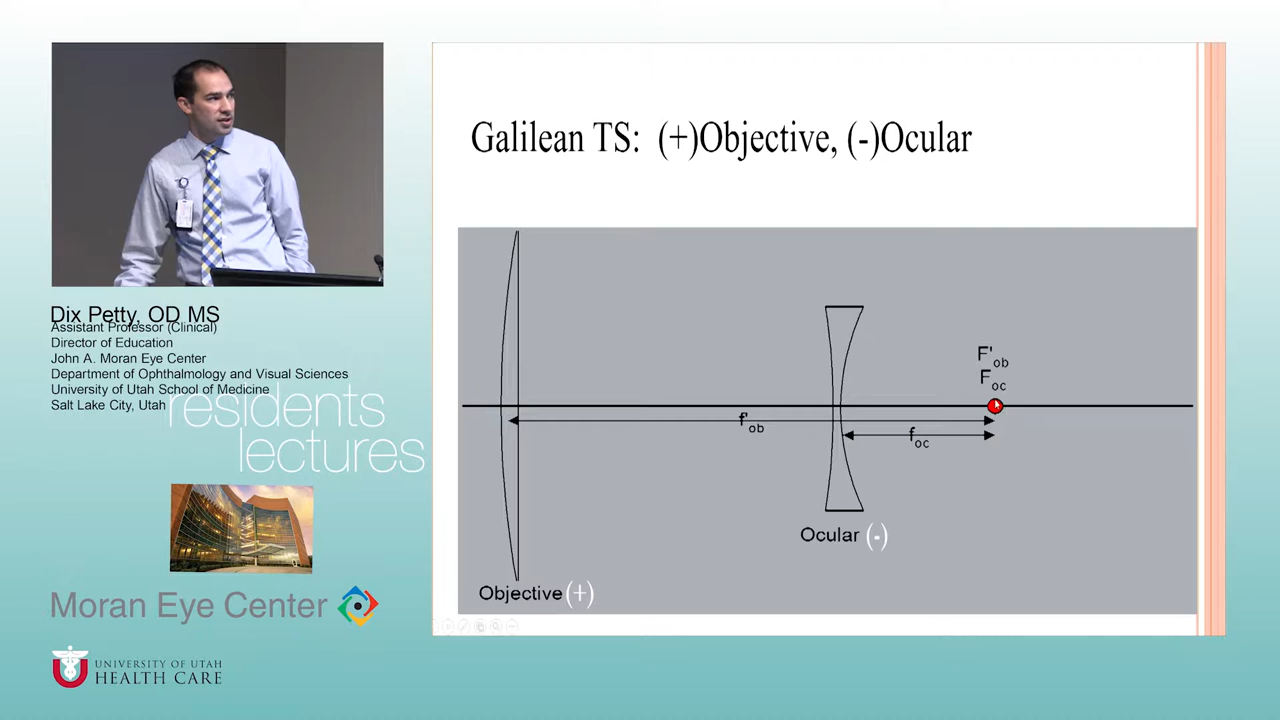 Galilean TS: (+)Objective, (-)Ocular
Dix Petty, OD MS
Assistant Professor (Clinical)
Director of Education
John A. Moran Eye Center
Department of Ophthalmology and Visual Sciences
University of Utah School of Medicine
Salt Lake City, Utah
residents
lectures
Moran Eye Center
UNIVERSITY OF UTAH
HEALTH CARE
F'ob
Foc
f'ob
foc
Ocular (-)
Objective (+)